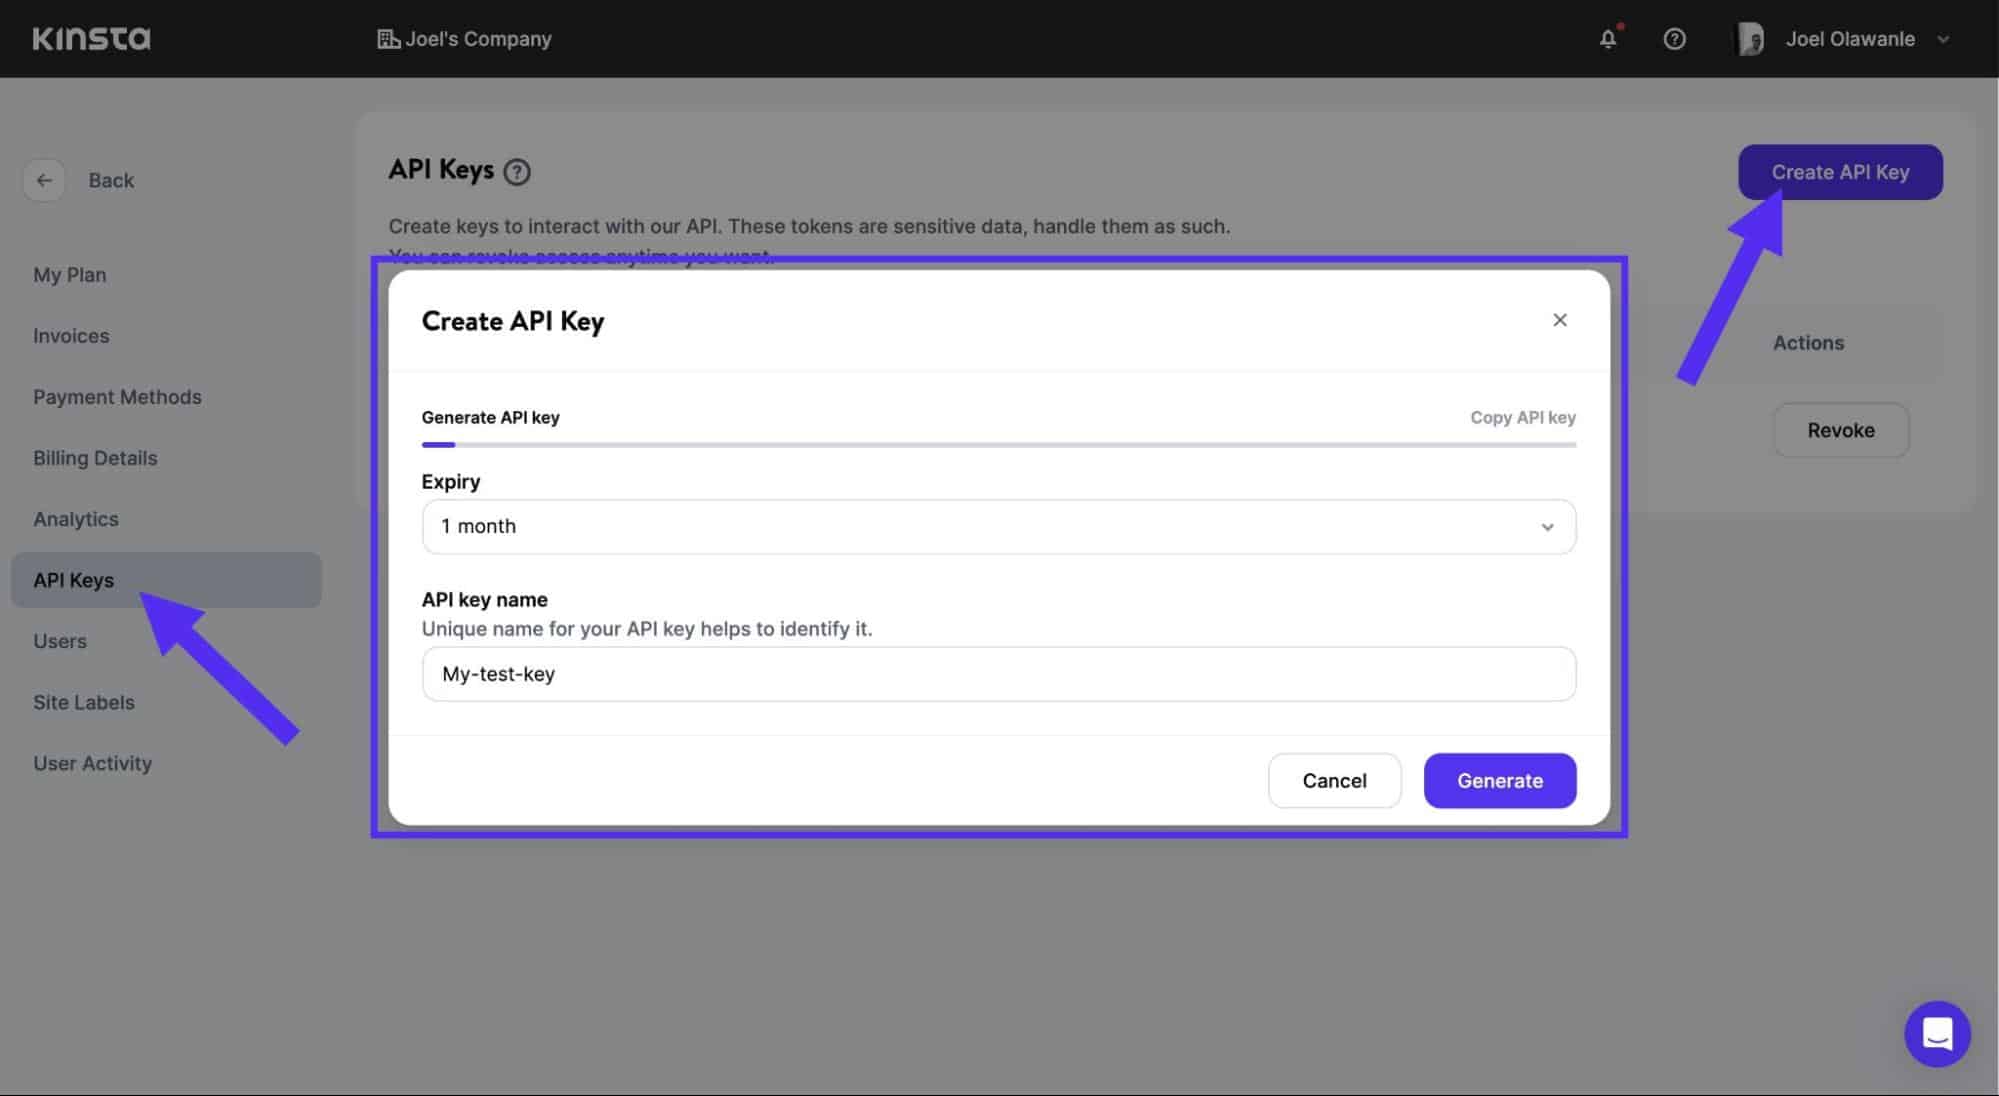 KINSTA
Joel's Company
Joel Olawanle
Back
My Plan
Invoices
Payment Methods
Billing Details
Analytics
API Keys
Users
Site Labels
User Activity
API Keys
Create API Key
Create keys to interact with our API. These tokens are sensitive data, handle them as such.
You can revoke access anytime you want.
Actions
Revoke
Create API Key
Generate API key
Copy API key
Expiry
1 month
API key name
Unique name for your API key helps to identify it.
My-test-key
Cancel
Generate